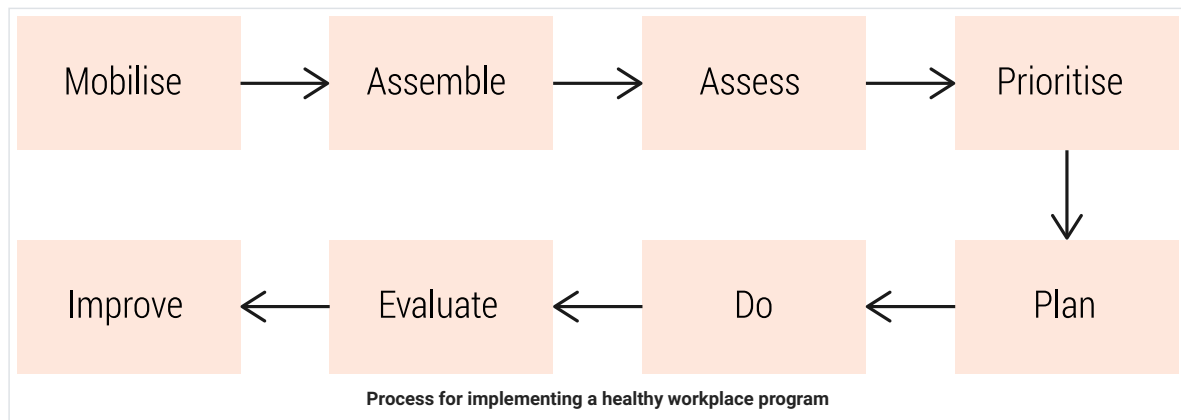 Mobilise
Assemble
Assess
Prioritise
Plan
Do
Evaluate
Improve
Process for implementing a healthy workplace program